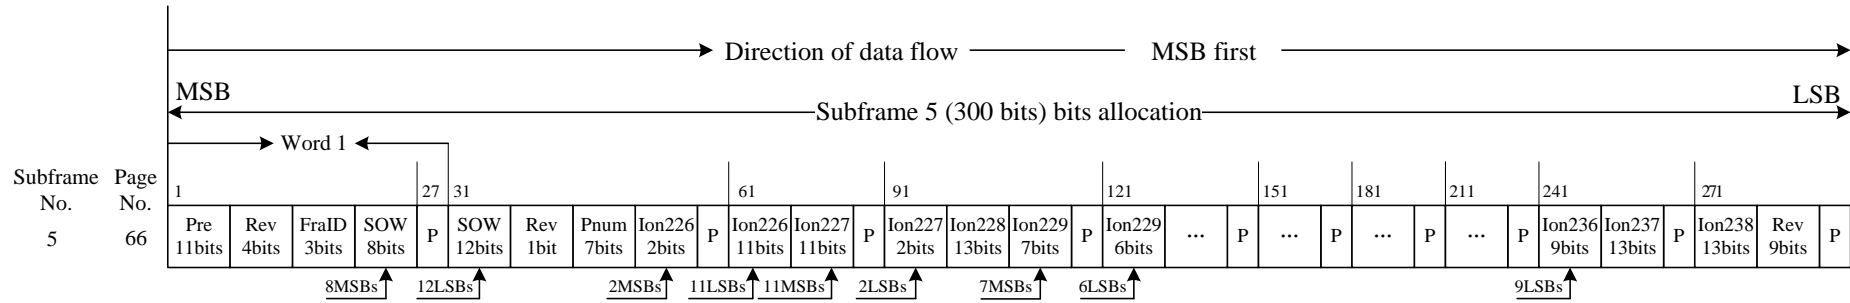 Direction of data flow MSB first
MSB LSB
Subframe 5 (300 bits) bits allocation
Word 1
Subframe Page
No. No.
1 27 31 61 91 121 151 181 211 241 271
5 66
Pre Rev FraID SOW P SOW Rev Pnum Ion226 P Ion226 Ion227 P Ion227 Ion228 Ion229 P Ion229 ... P ... P ... P ... P Ion236 Ion237 P Ion238 Rev P
11bits 4bits 3bits 8bits 12bits 1bit 7bits 2bits 11bits 11bits 2bits 13bits 7bits 6bits 9bits 13bits 13bits 9bits
8MSBs 12LSBs 2MSBs 11LSBs 11MSBs 2LSBs 7MSBs 6LSBs 9LSBs